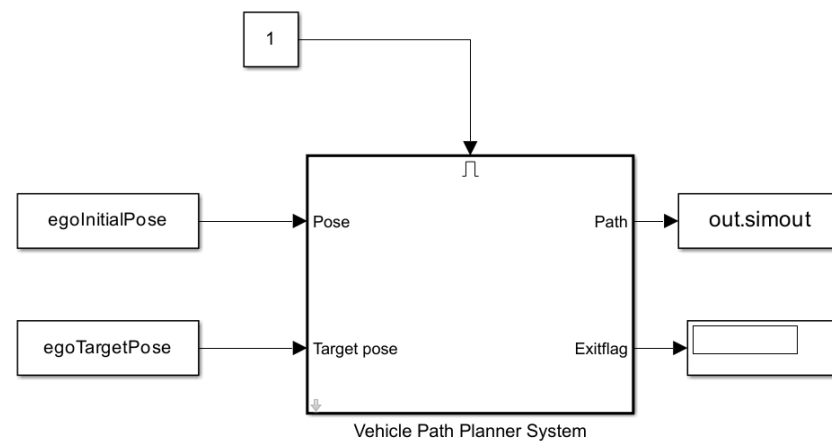 1
egoInitialPose
Pose
Path
out.simout
egoTargetPose
Target pose
Exitflag
Vehicle Path Planner System